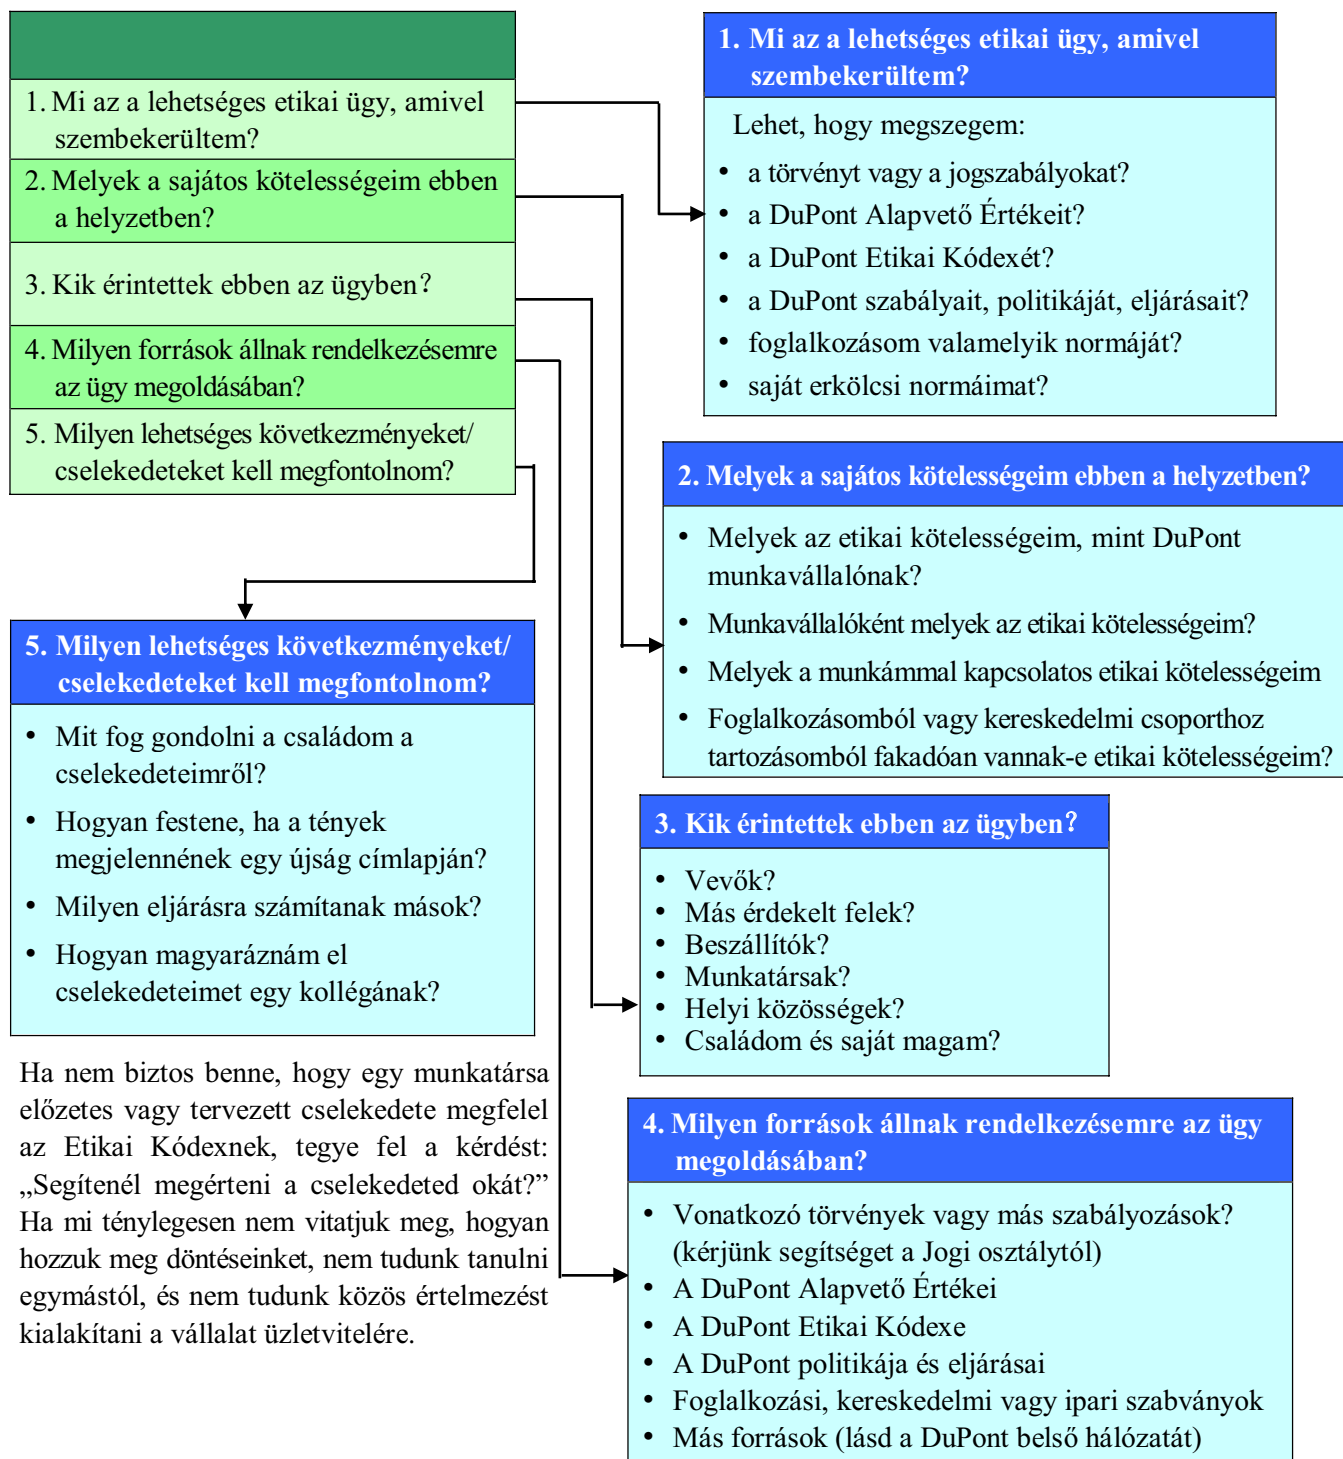 1. Mi az a lehetséges etikai ügy, amivel
szembekerültem?
2. Melyek a sajátos kötelességeim ebben
a helyzetben?
3. Kik érintettek ebben az ügyben?
4. Milyen források állnak rendelkezésemre
az ügy megoldásában?
5. Milyen lehetséges következményeket/
cselekedeteket kell megfontolnom?
1. Mi az a lehetséges etikai ügy, amivel
szembekerültem?
Lehet, hogy megszegem:
• a törvényt vagy a jogszabályokat?
• a DuPont Alapvető Értékeit?
• a DuPont Etikai Kódexét?
• a DuPont szabályait, politikáját, eljárásait?
• foglalkozásom valamelyik normáját?
• saját erkölcsi normáimat?
2. Melyek a sajátos kötelességeim ebben a helyzetben?
• Melyek az etikai kötelességeim, mint DuPont
munkavállalónak?
• Munkavállalóként melyek az etikai kötelességeim?
• Melyek a munkámmal kapcsolatos etikai kötelességeim
• Foglalkozásomból vagy kereskedelmi csoporthoz
tartozásomból fakadóan vannak-e etikai kötelességeim?
3. Kik érintettek ebben az ügyben?
• Vevők?
• Más érdekelt felek?
• Beszállítók?
• Munkatársak?
• Helyi közösségek?
• Családom és saját magam?
4. Milyen források állnak rendelkezésemre az ügy
megoldásában?
• Vonatkozó törvények vagy más szabályozások?
(kérjünk segítséget a Jogi osztálytól)
• A DuPont Alapvető Értékei
• A DuPont Etikai Kódexe
• A DuPont politikája és eljárásai
• Foglalkozási, kereskedelmi vagy ipari szabványok
• Más források (lásd a DuPont belső hálózatát)
5. Milyen lehetséges következményeket/
cselekedeteket kell megfontolnom?
• Mit fog gondolni a családom a
cselekedeteimről?
• Hogyan festene, ha a tények
megjelennének egy újság címlapján?
• Milyen eljárásra számítanak mások?
• Hogyan magyaráznám el
cselekedeteimet egy kollégának?
Ha nem biztos benne, hogy egy munkatársa
előzetes vagy tervezett cselekedete megfelel
az Etikai Kódexnek, tegye fel a kérdést:
„Segítenél megérteni a cselekedeted okát?”
Ha mi ténylegesen nem vitatjuk meg, hogyan
hozzuk meg döntéseinket, nem tudunk tanulni
egymástól, és nem tudunk közös értelmezést
kialakítani a vállalat üzletvitelére.